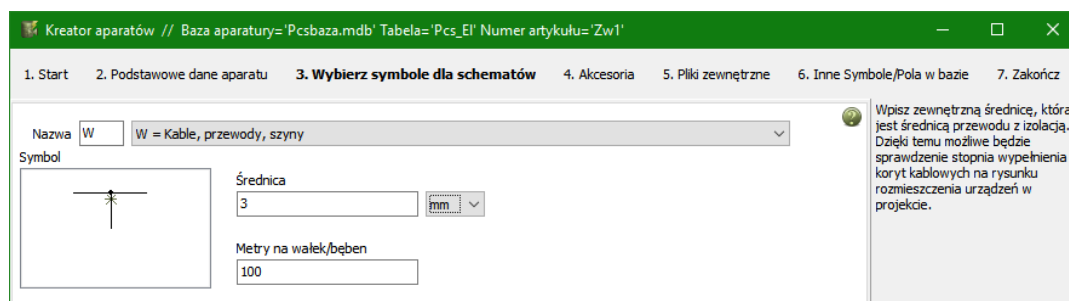 Kreator aparatów // Baza aparatury='Pcsbaza.mdb' Tabela='Pcs_El' Numer artykułu='Zw1'
1. Start 2. Podstawowe dane aparatu 3. Wybierz symbole dla schematów 4. Akcesoria 5. Pliki zewnętrzne 6. Inne Symbole/Pola w bazie 7. Zakończ
Nazwa W W = Kable, przewody, szyny
Symbol
Średnica
3 mm
Metry na wałek/bęben
100
Wpisz zewnętrzną średnicę, która
jest średnicą przewodu z izolacją.
Dzięki temu możliwe będzie
sprawdzenie stopnia wypełnienia
koryt kablowych na rysunku
rozmieszczenia urządzeń w
projekcie.